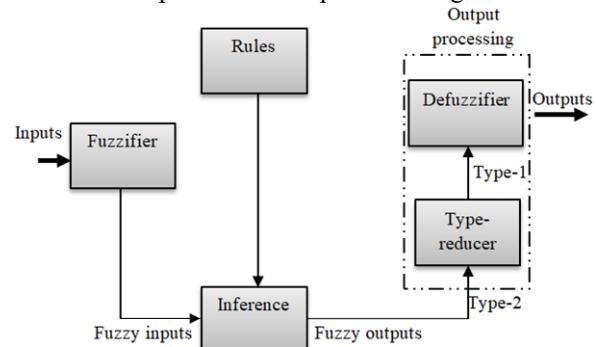 Output
processing
Rules
Defuzzifier
Outputs
Inputs
Fuzzifier
Type-1
Type-
reducer
Inference
Type-2
Fuzzy inputs
Fuzzy outputs